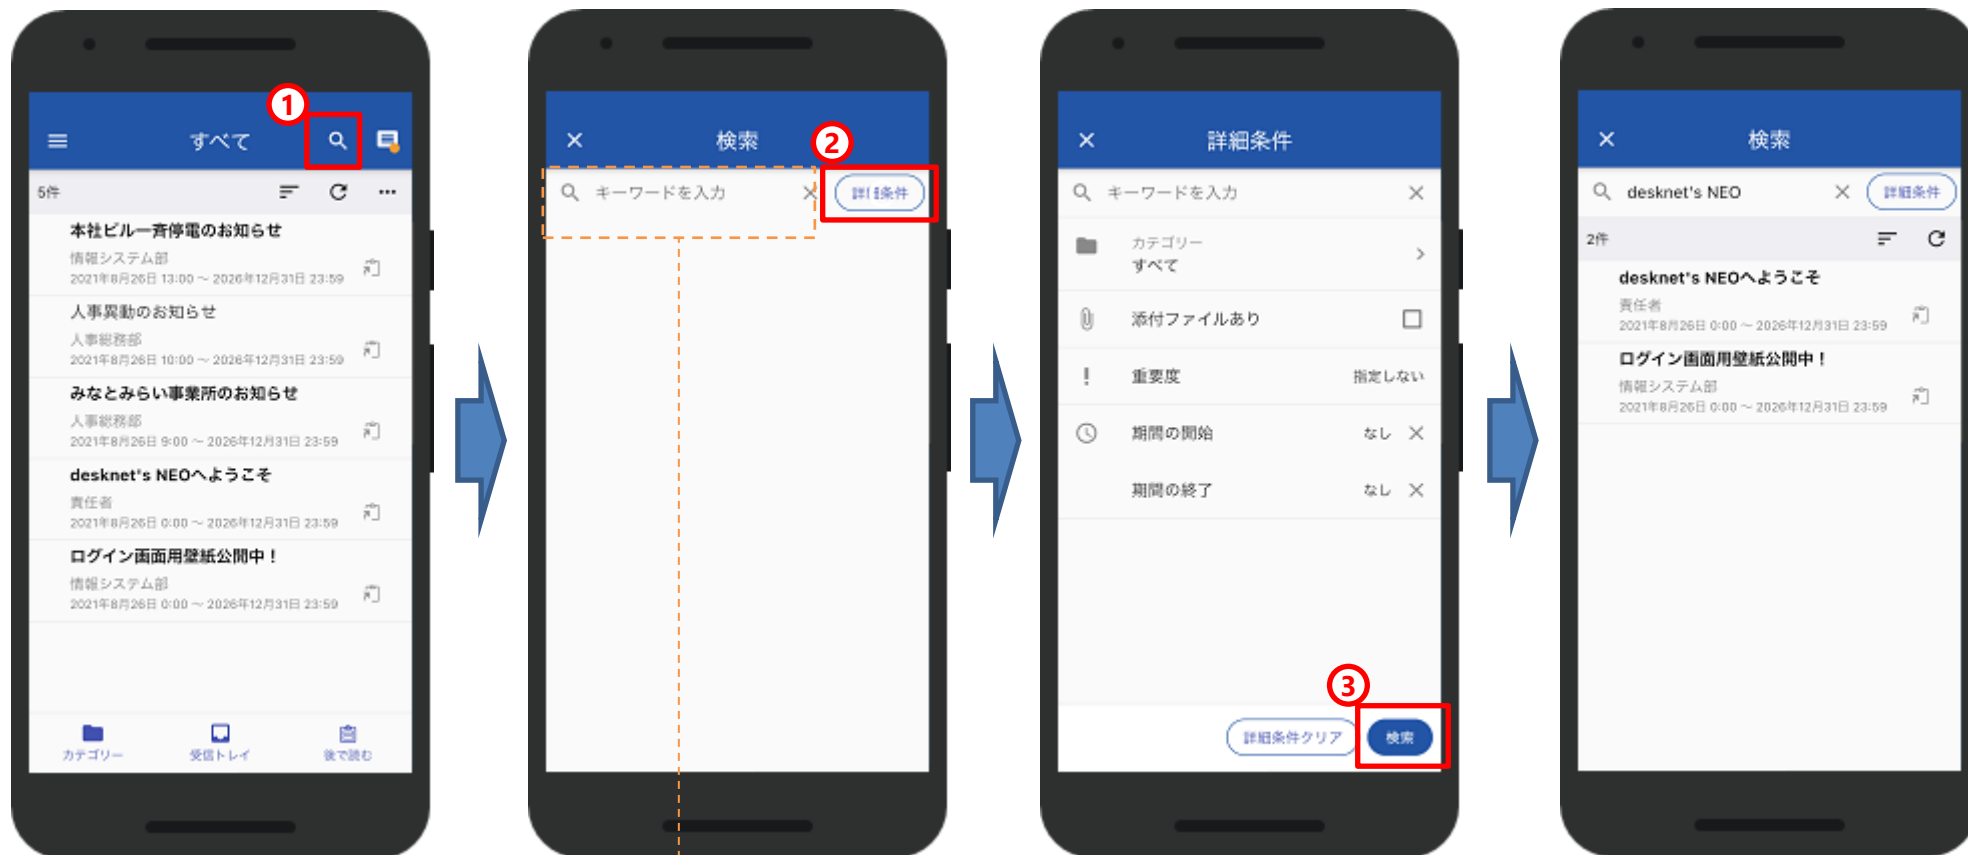 ①
すべて
5件
本社ビル一斉停電のお知らせ
情報システム部
2021年8月26日 13:00 ～ 2026年12月31日 23:59
人事異動のお知らせ
人事総務部
2021年8月26日 10:00 ～ 2026年12月31日 23:59
みなとみらい事業所のお知らせ
人事総務部
2021年8月26日 9:00 ～ 2026年12月31日 23:59
desknet's NEOへようこそ
責任者
2021年8月26日 0:00 ～ 2026年12月31日 23:59
ログイン画面用壁紙公開中！
情報システム部
2021年8月26日 0:00 ～ 2026年12月31日 23:59
カテゴリー
受信トレイ
後で読む
検索
②
キーワードを入力
詳細条件
詳細条件
キーワードを入力
カテゴリー
すべて
添付ファイルあり
重要度
指定しない
期間の開始
なし
期間の終了
なし
③
詳細条件クリア
検索
検索
desknet's NEO
詳細条件
2件
desknet's NEOへようこそ
責任者
2021年8月26日 0:00 ～ 2026年12月31日 23:59
ログイン画面用壁紙公開中！
情報システム部
2021年8月26日 0:00 ～ 2026年12月31日 23:59